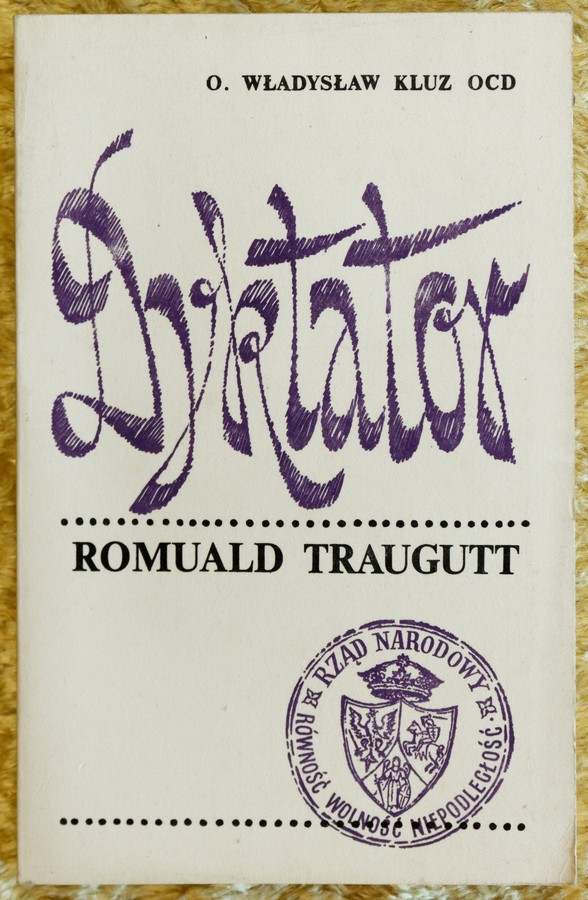 O. WŁADYSŁAW KLUZ OCD
Dyktator
ROMUALD TRAUGUTT
RZĄD NARODOWY
RÓWNOŚĆ WOLNOŚĆ NIEPODLEGŁOŚĆ